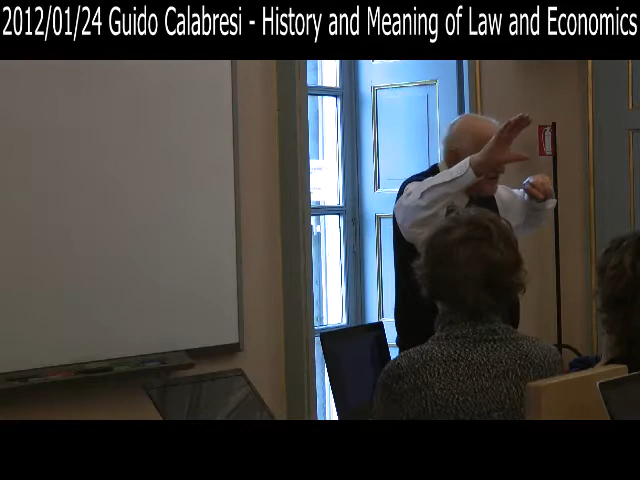 2012/01/24 Guido Calabresi - History and Meaning of Law and Economics